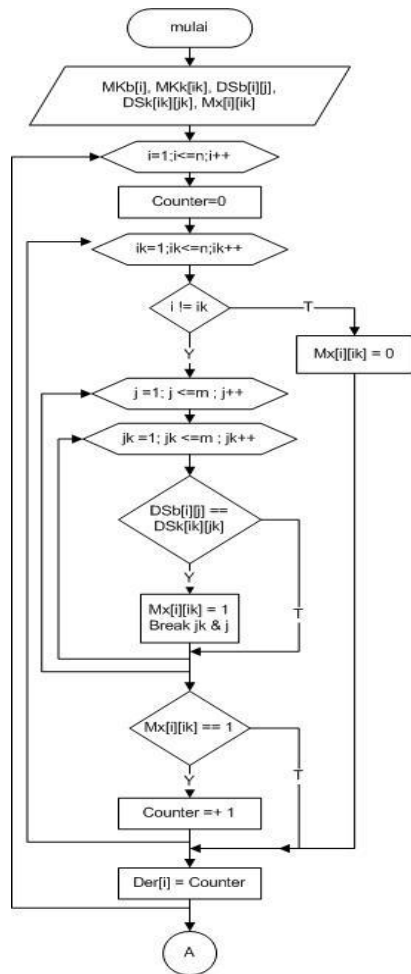 mulai
MKb[i], MKk[ik], DSb[i][j],
DSk[ik][jk], Mx[i][ik]
i=1;i<=n;i++
Counter=0
ik=1;ik<=n;ik++
i != ik
T
Y
Mx[i][ik] = 0
j =1; j <=m ; j++
jk =1; jk <=m ; jk++
DSb[i][j] ==
DSk[ik][jk]
Y
T
Mx[i][ik] = 1
Break jk & j
Mx[i][ik] == 1
T
Y
Counter =+ 1
Der[i] = Counter
A